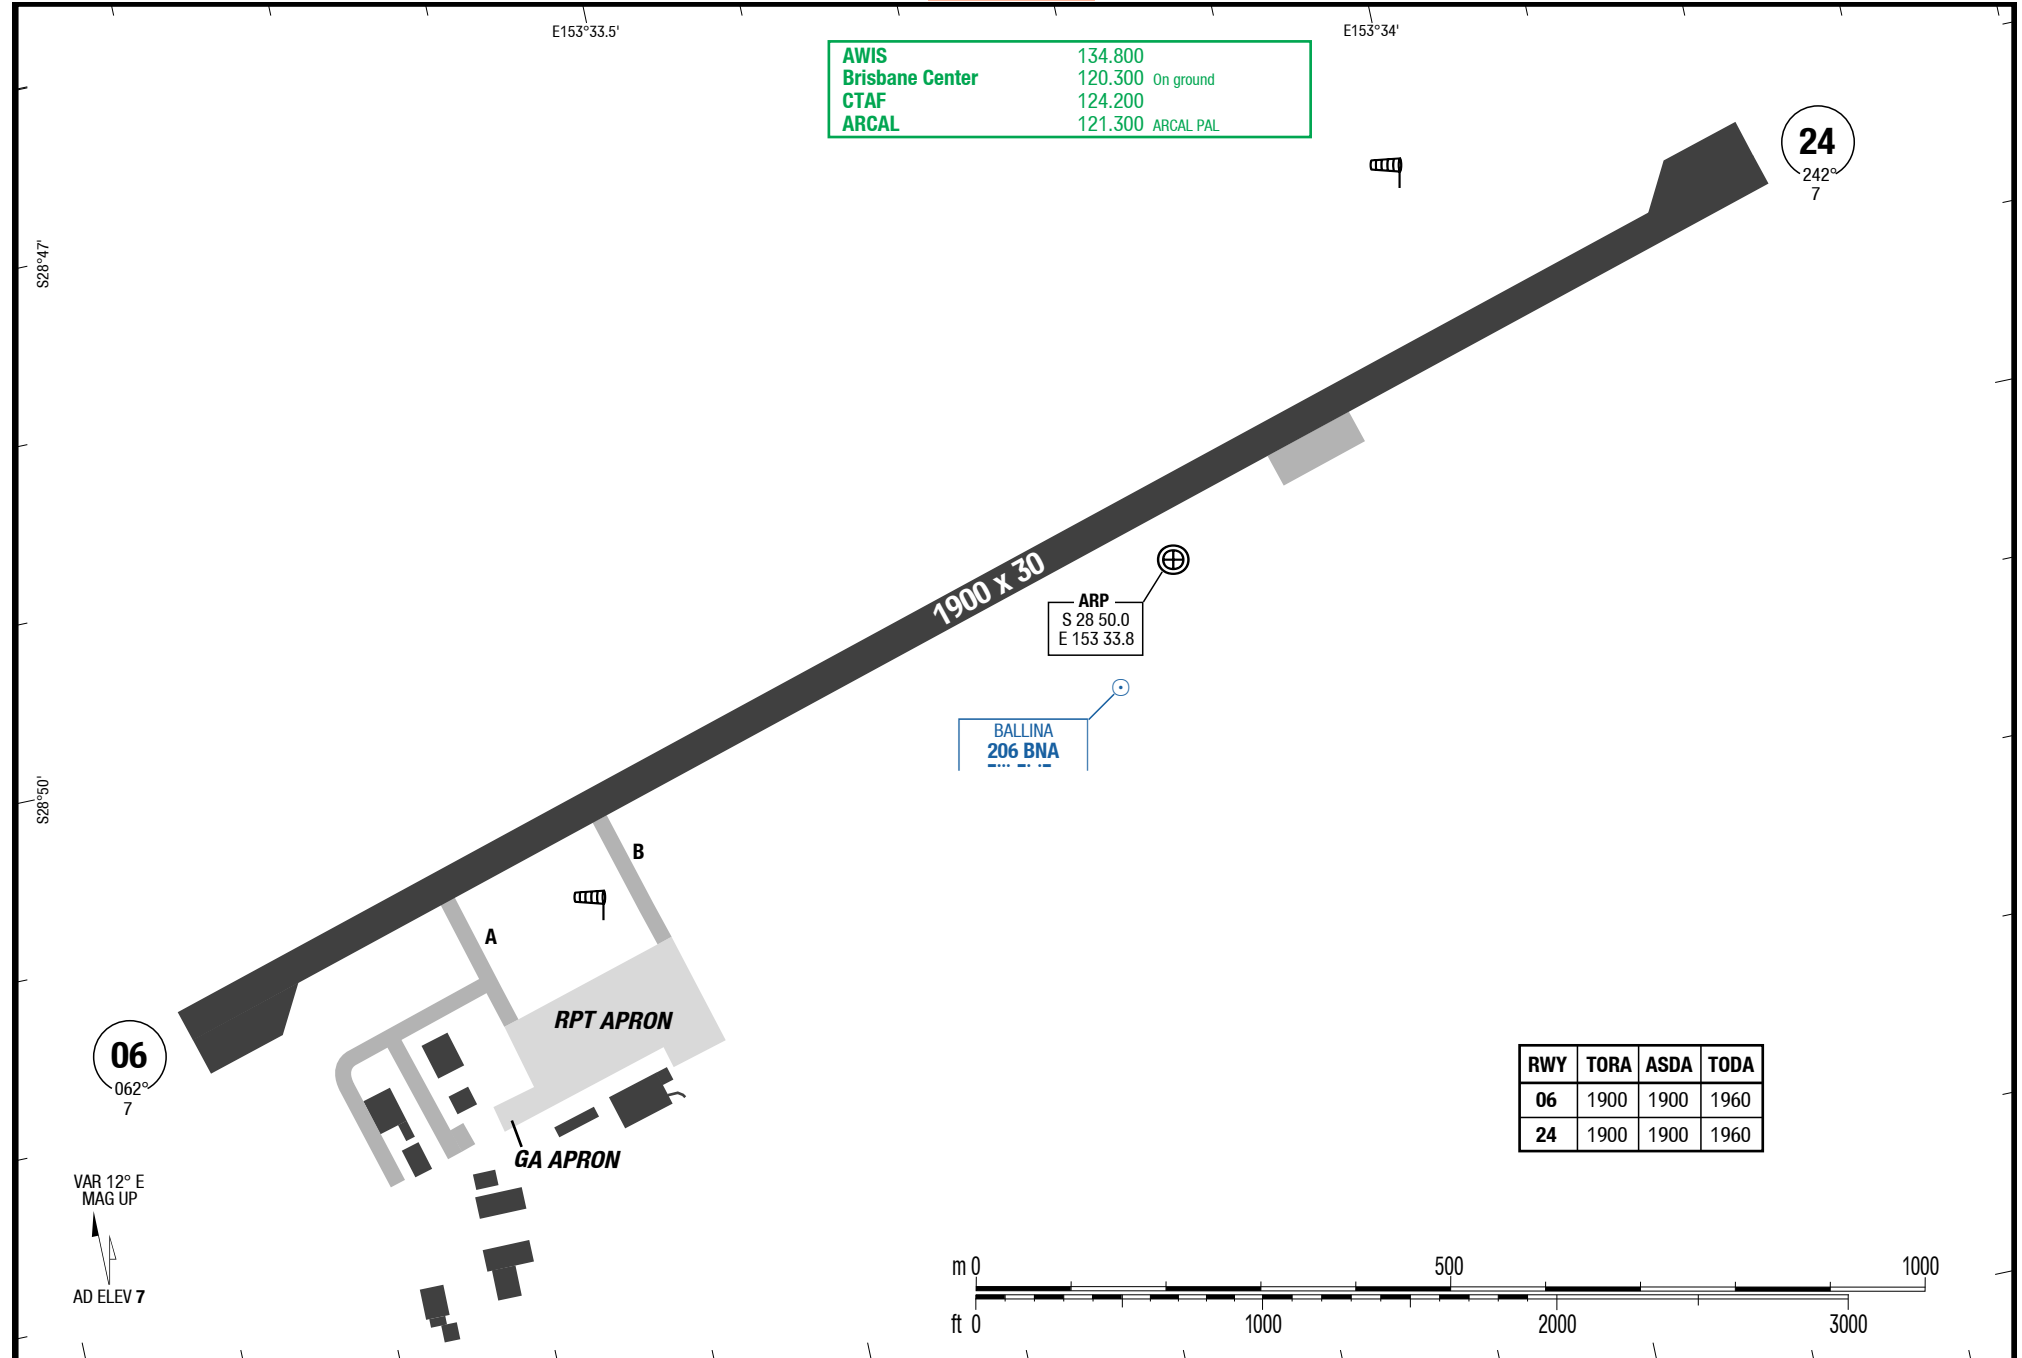 E153°33.5'
E153°34'
AWIS 134.800
Brisbane Center 120.300 On ground
CTAF 124.200
ARCAL 121.300 ARCAL PAL
24
242°
7
S28°47'
1900 x 30
ARP
S 28 50.0
E 153 33.8
BALLINA
206 BNA
S28°50'
B
A
RPT APRON
06
062°
7
GA APRON
RWY TORA ASDA TODA
06 1900 1900 1960
24 1900 1900 1960
VAR 12° E
MAG UP
AD ELEV 7
m 0 500 1000
ft 0 1000 2000 3000